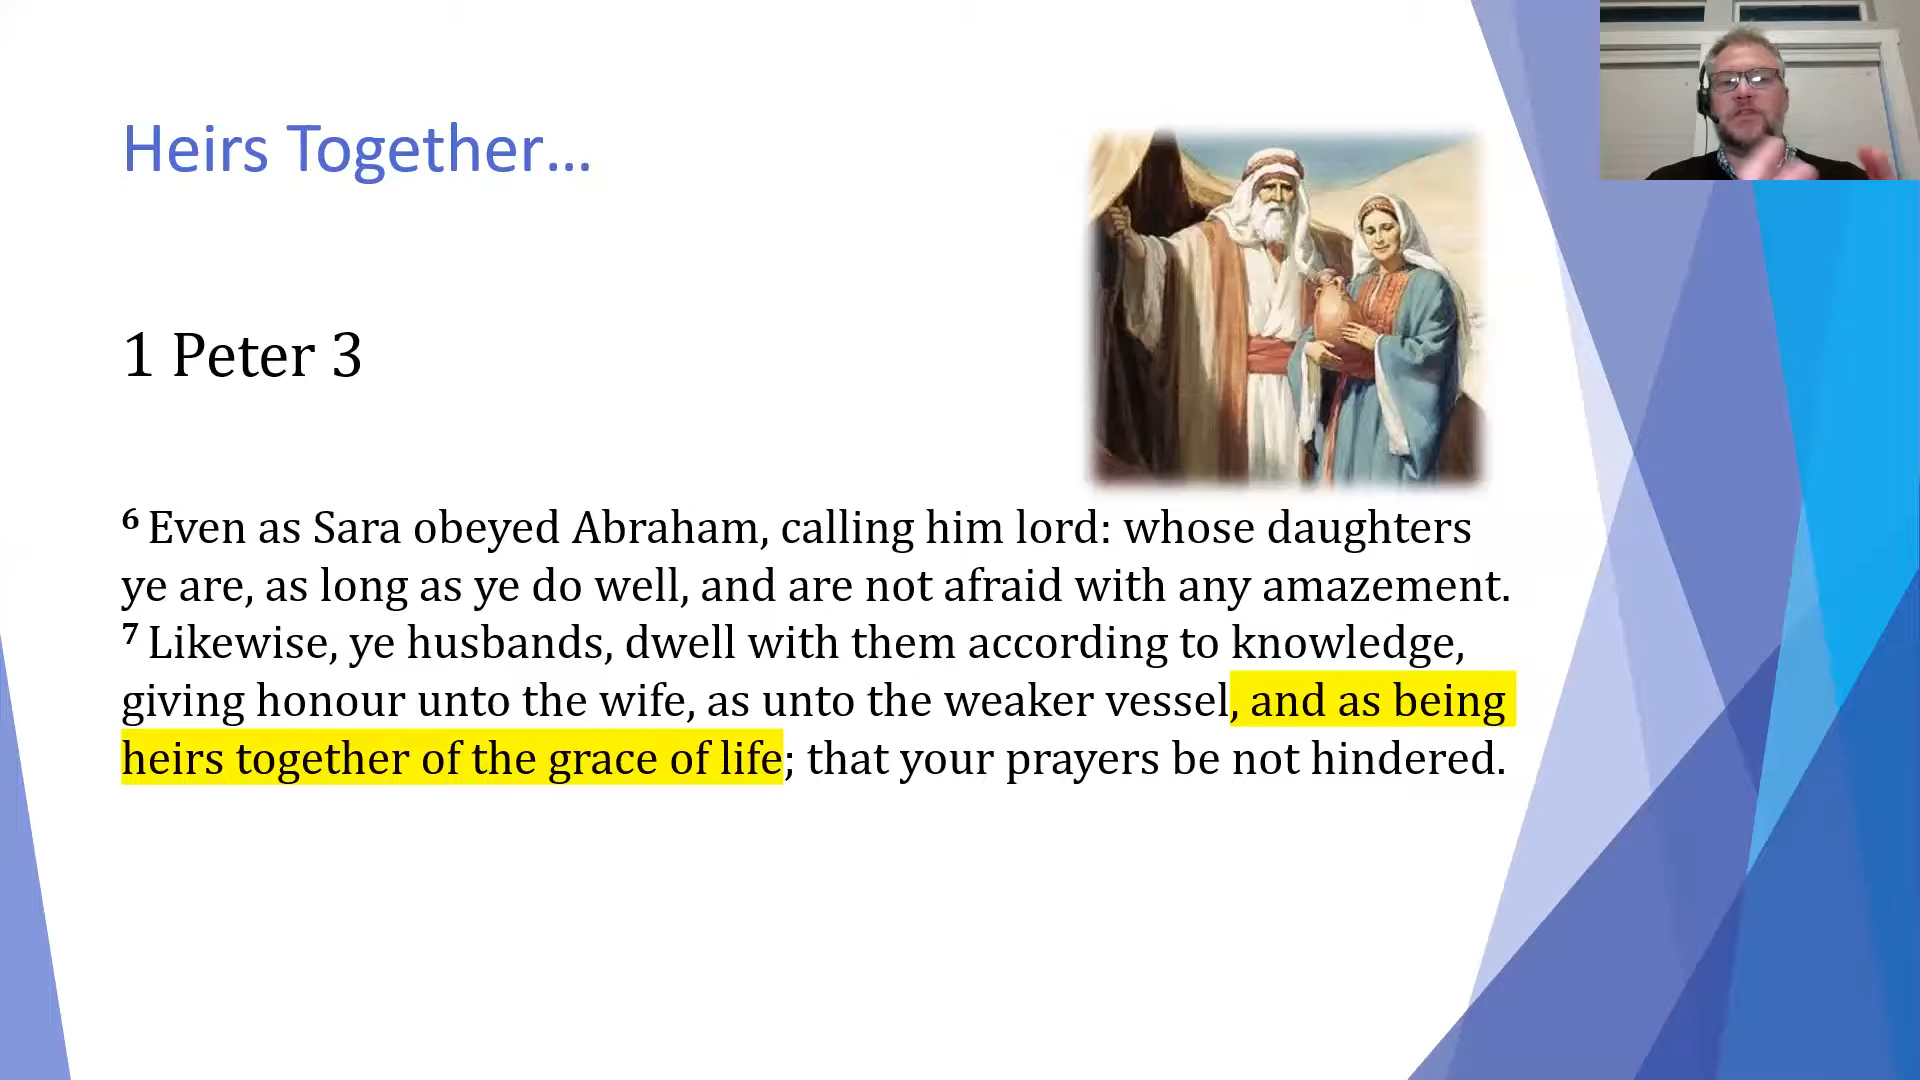 Heirs Together...
1 Peter 3
6 Even as Sara obeyed Abraham, calling him lord: whose daughters
ye are, as long as ye do well, and are not afraid with any amazement.
7 Likewise, ye husbands, dwell with them according to knowledge,
giving honour unto the wife, as unto the weaker vessel, and as being
heirs together of the grace of life; that your prayers be not hindered.